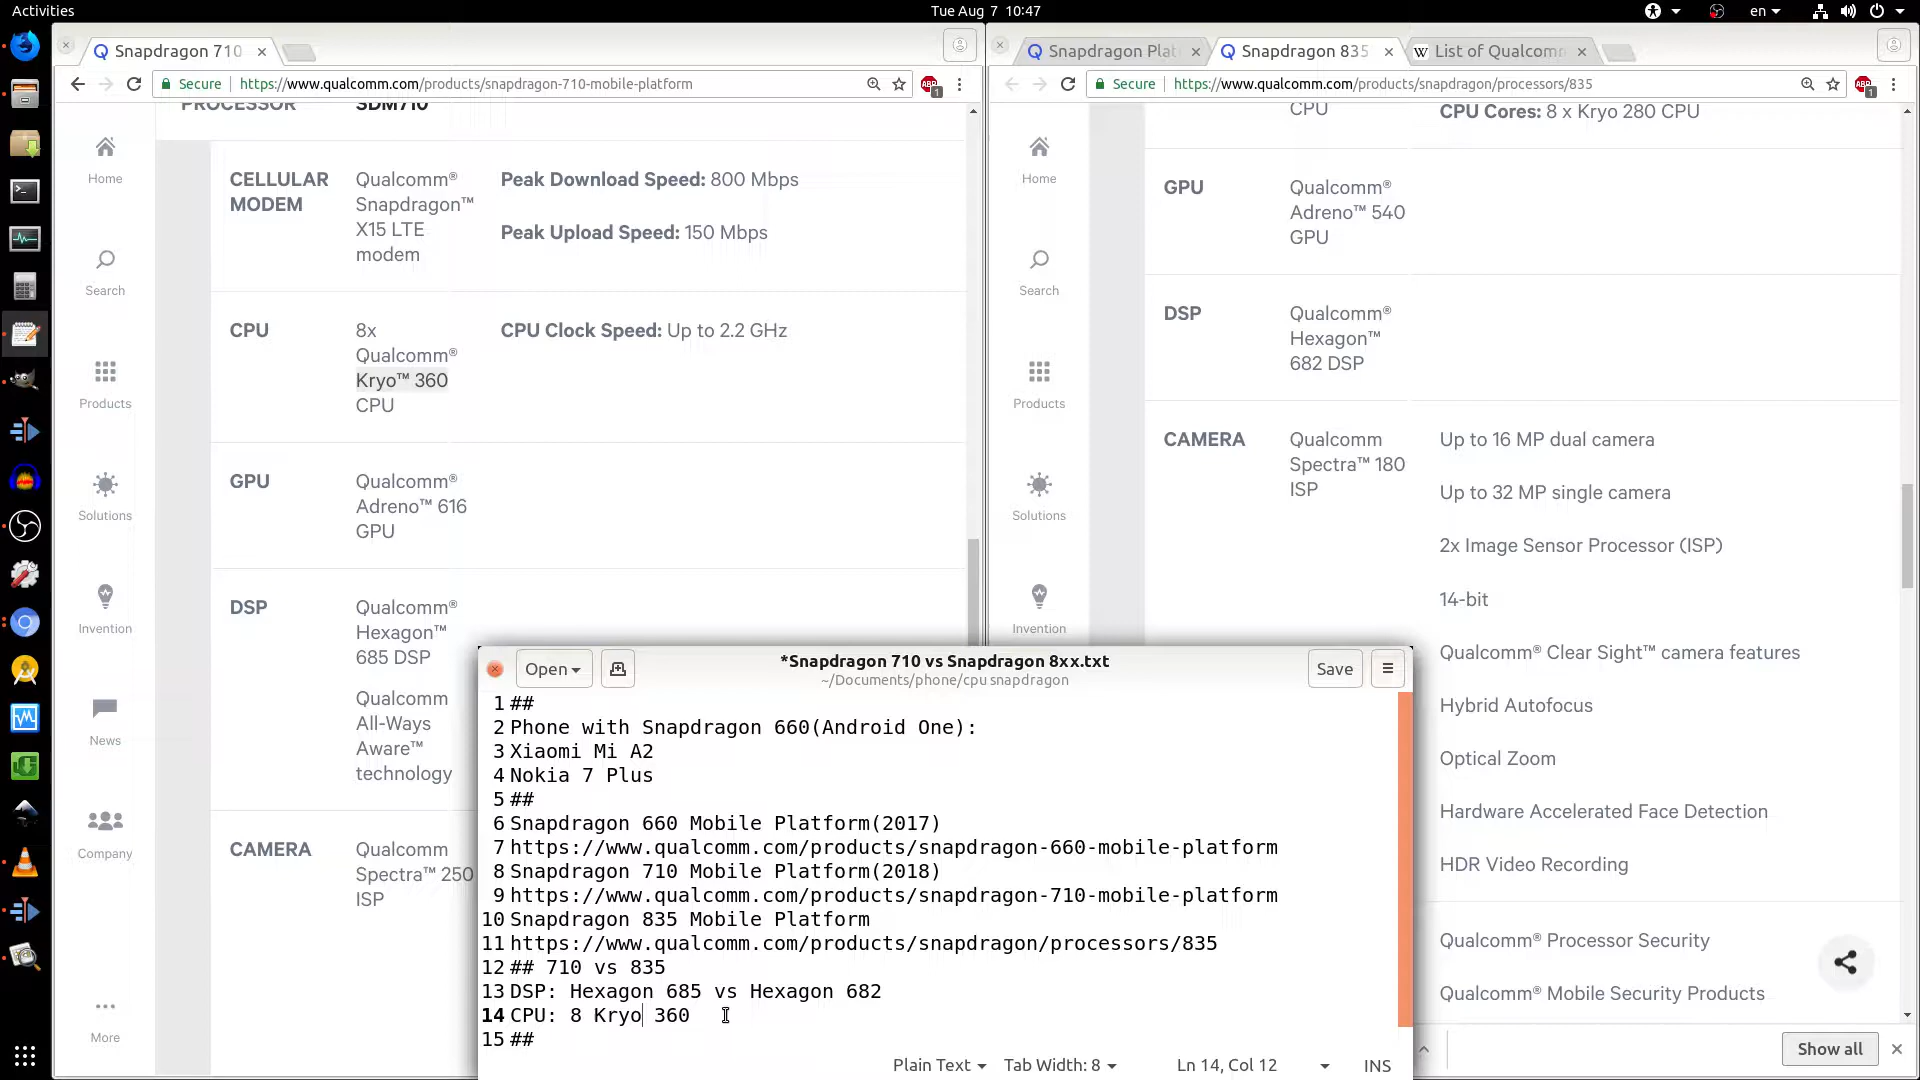 Activities
Tue Aug 7 10:47
en
Snapdragon 710
Secure
https://www.qualcomm.com/products/snapdragon-710-mobile-platform
PROCESSOR
SDM710
Home
Search
Products
Solutions
Invention
News
Company
More
CELLULAR
MODEM
Qualcomm®
Snapdragon™
X15 LTE
modem
Peak Download Speed: 800 Mbps
Peak Upload Speed: 150 Mbps
CPU
8x
Qualcomm®
Kryo™ 360
CPU
CPU Clock Speed: Up to 2.2 GHz
GPU
Qualcomm®
Adreno™ 616
GPU
DSP
Qualcomm®
Hexagon™
685 DSP
Qualcomm
All-Ways
Aware™
technology
CAMERA
Qualcomm
Spectra™ 250
ISP
Snapdragon Plat
Snapdragon 835
List of Qualcomm
Secure
https://www.qualcomm.com/products/snapdragon/processors/835
Home
Search
Products
Solutions
Invention
CPU
CPU Cores: 8 x Kryo 280 CPU
GPU
Qualcomm®
Adreno™ 540
GPU
DSP
Qualcomm®
Hexagon™
682 DSP
CAMERA
Qualcomm
Spectra™ 180
ISP
Up to 16 MP dual camera
Up to 32 MP single camera
2x Image Sensor Processor (ISP)
14-bit
Qualcomm® Clear Sight™ camera features
Hybrid Autofocus
Optical Zoom
Hardware Accelerated Face Detection
HDR Video Recording
Qualcomm® Processor Security
Qualcomm® Mobile Security Products
Show all
Open
*Snapdragon 710 vs Snapdragon 8xx.txt
~/Documents/phone/cpu snapdragon
Save
1 ##
2 Phone with Snapdragon 660(Android One):
3 Xiaomi Mi A2
4 Nokia 7 Plus
5 ##
6 Snapdragon 660 Mobile Platform(2017)
7 https://www.qualcomm.com/products/snapdragon-660-mobile-platform
8 Snapdragon 710 Mobile Platform(2018)
9 https://www.qualcomm.com/products/snapdragon-710-mobile-platform
10 Snapdragon 835 Mobile Platform
11 https://www.qualcomm.com/products/snapdragon/processors/835
12 ## 710 vs 835
13 DSP: Hexagon 685 vs Hexagon 682
14 CPU: 8 Kryo 360
15 ##
Plain Text
Tab Width: 8
Ln 14, Col 12
INS